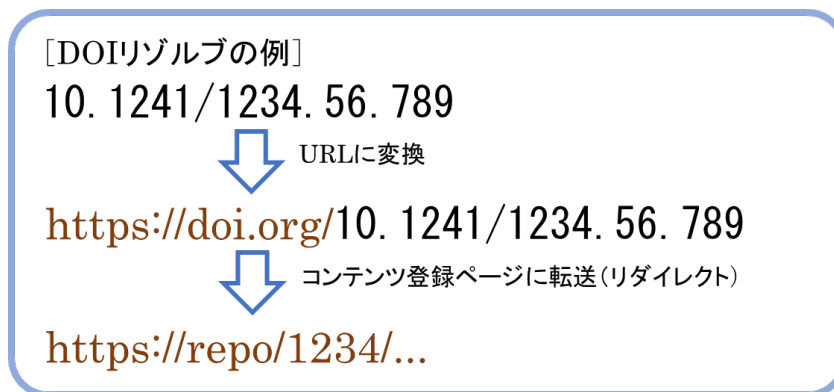 [DOIリゾルブの例]
10.1241/1234.56.789
URLに変換
https://doi.org/10.1241/1234.56.789
コンテンツ登録ページに転送(リダイレクト)
https://repo/1234/...